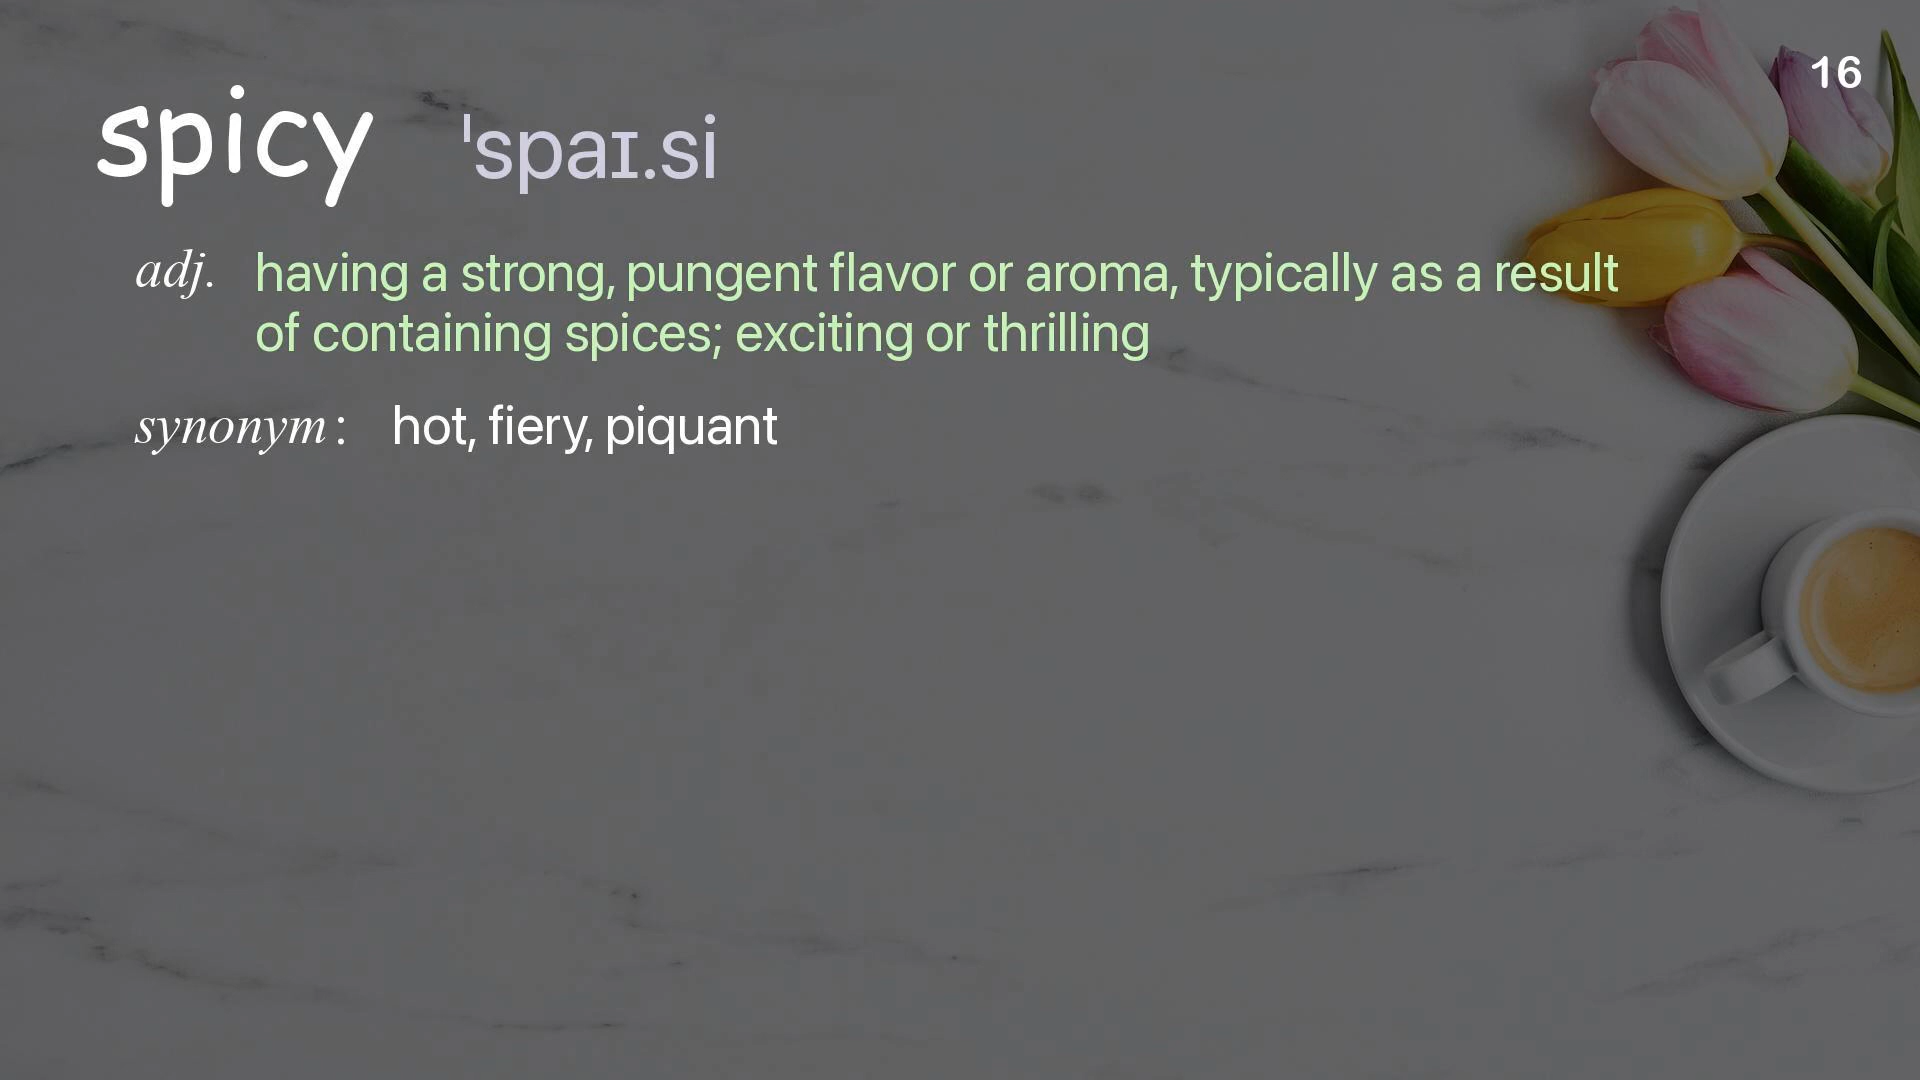 16
spicy ˈspaɪ.si
adj. having a strong, pungent flavor or aroma, typically as a result
of containing spices; exciting or thrilling
synonym: hot, fiery, piquant